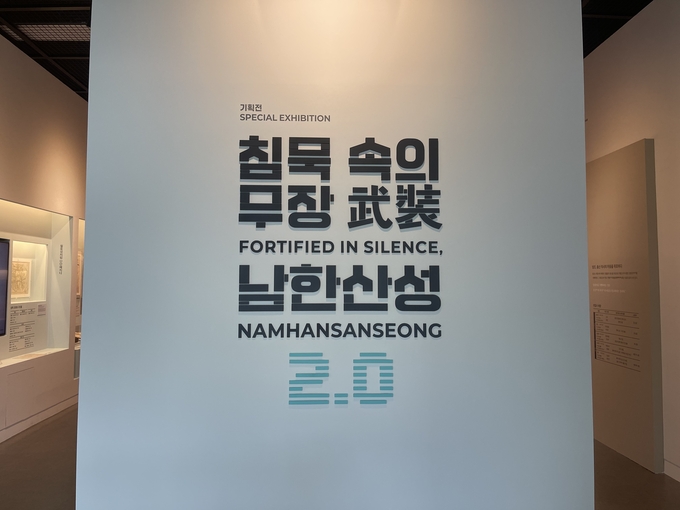 기획전
SPECIAL EXHIBITION
침묵 속의
무장 武裝
FORTIFIED IN SILENCE,
남한산성
NAMHANSANSEONG
2.0